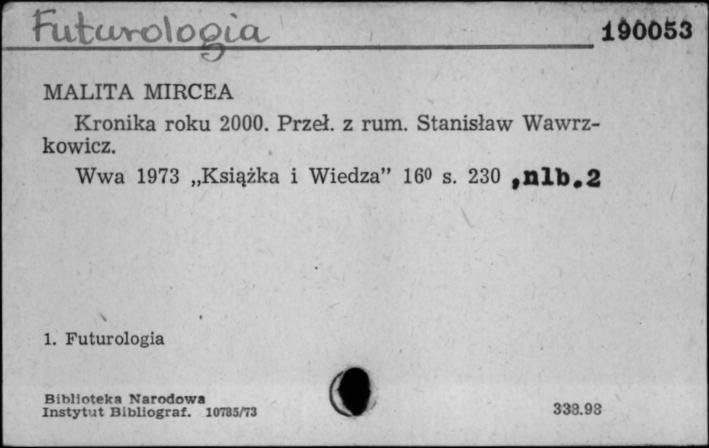 Futurologia 190053
MALITA MIRCEA
Kronika roku 2000. Przeł. z rum. Stanisław Wawrz-
kowicz.
Wwa 1973 „Książka i Wiedza” 16⁰ s. 230 ,nlb.2
1. Futurologia
Biblioteka Narodowa
Instytut Bibliograf. 10785/73
338.98